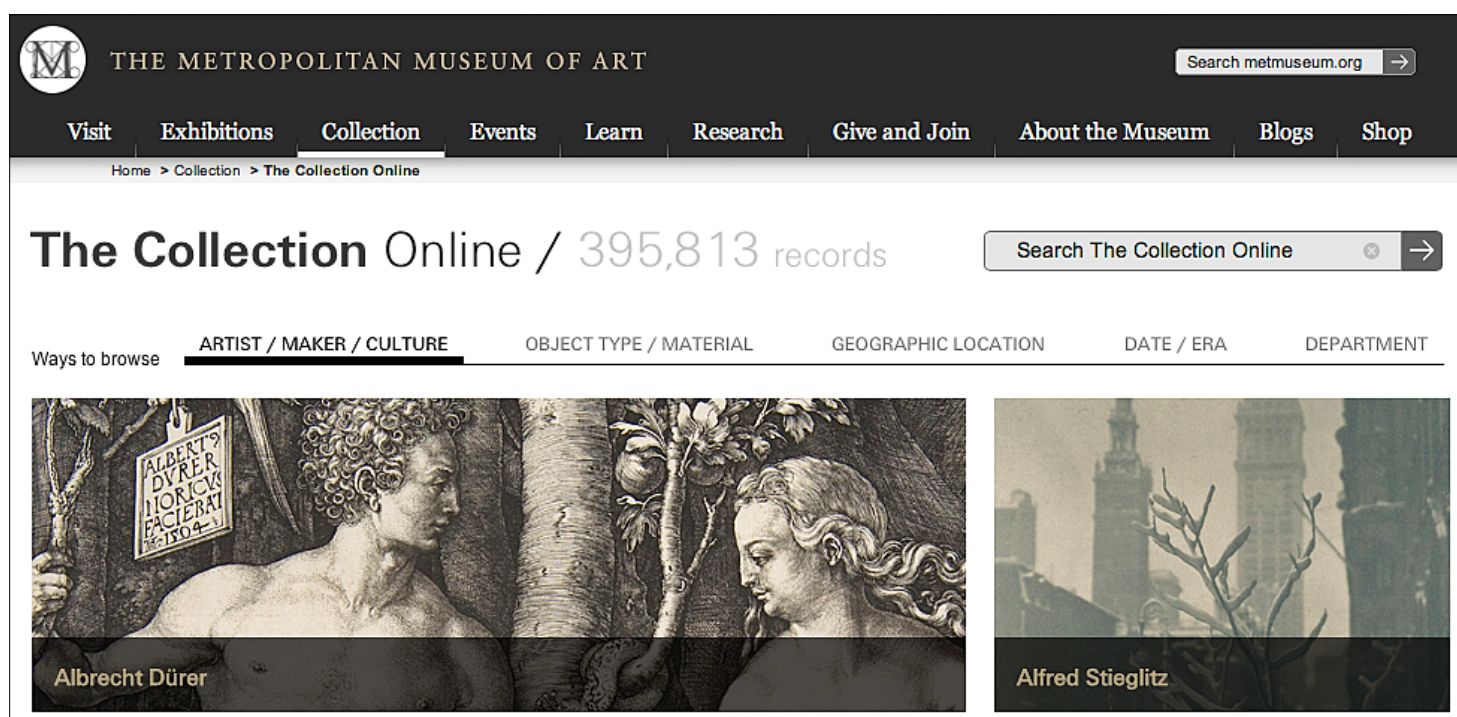 M
THE METROPOLITAN MUSEUM OF ART
Search metmuseum.org →
Visit Exhibitions Collection Events Learn Research Give and Join About the Museum Blogs Shop
Home > Collection > The Collection Online
The Collection Online / 395,813 records
Search The Collection Online
Ways to browse ARTIST / MAKER / CULTURE OBJECT TYPE / MATERIAL GEOGRAPHIC LOCATION DATE / ERA DEPARTMENT
ALBERT9
DVRER
NORICVS
FACIEBAT
1504
Albrecht Dürer
Alfred Stieglitz